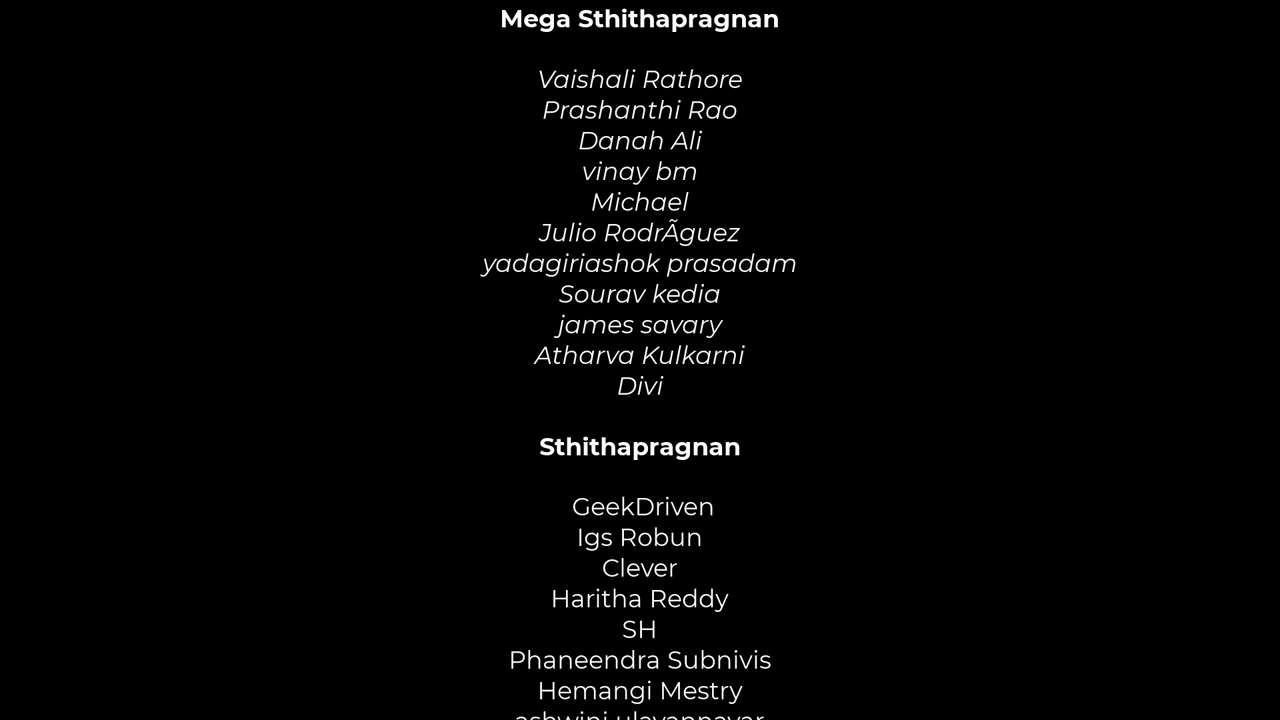 Mega Sthithapragnan
Vaishali Rathore
Prashanthi Rao
Danah Ali
vinay bm
Michael
Julio RodrÃguez
yadagiriashok prasadam
Sourav kedia
james savary
Atharva Kulkarni
Divi
Sthithapragnan
GeekDriven
Igs Robun
Clever
Haritha Reddy
SH
Phaneendra Subnivis
Hemangi Mestry